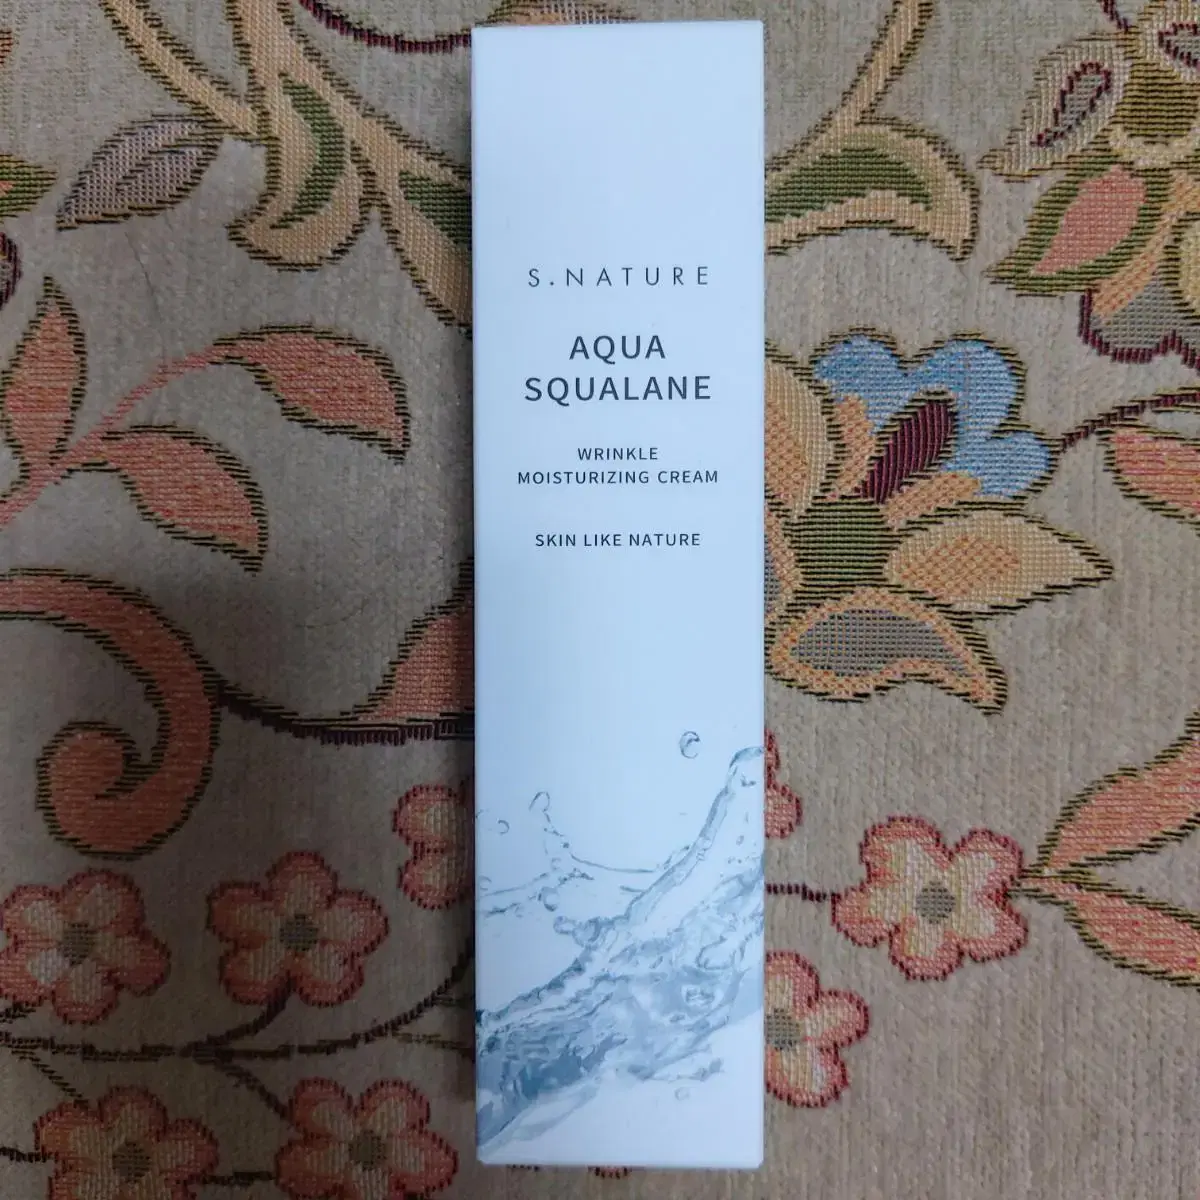 S.NATURE
AQUA
SQUALANE
WRINKLE
MOISTURIZING CREAM
SKIN LIKE NATURE